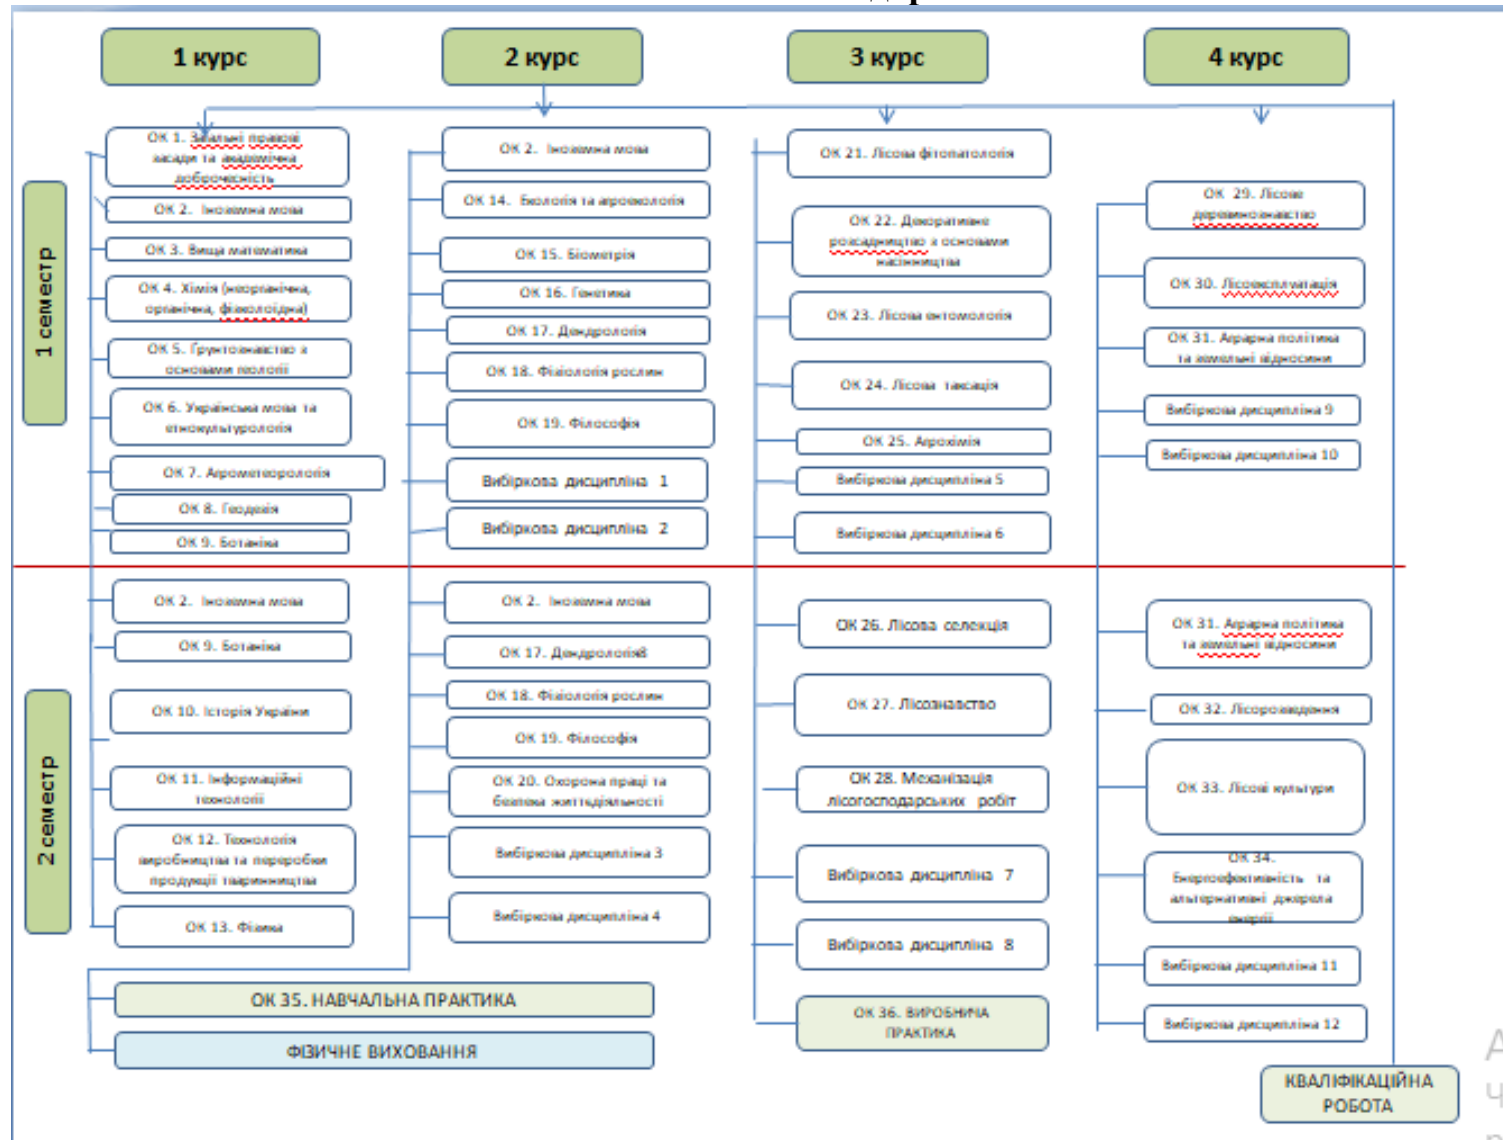 1 курс
2 курс
3 курс
4 курс
1 семестр
ОК 1. Загальні правові
засади та академічна
доброчесність
ОК 2. Іноземна мова
ОК 3. Вища математика
ОК 4. Хімія (неорганічна,
органічна, фізколоїдна)
ОК 5. Ґрунтознавство з
основами геології
ОК 6. Українська мова та
етнокультурологія
ОК 7. Агрометеорологія
ОК 8. Геодезія
ОК 9. Ботаніка
ОК 2. Іноземна мова
ОК 14. Екологія та агроекологія
ОК 15. Біометрія
ОК 16. Генетика
ОК 17. Дендрологія
ОК 18. Фізіологія рослин
ОК 19. Філософія
Вибіркова дисципліна 1
Вибіркова дисципліна 2
ОК 21. Лісова фітопатологія
ОК 22. Декоративне
розсадництво з основами
насінництва
ОК 23. Лісова ентомологія
ОК 24. Лісова таксація
ОК 25. Агрохімія
Вибіркова дисципліна 5
Вибіркова дисципліна 6
ОК 29. Лісове
деревинознавство
ОК 30. Лісоексплуатація
ОК 31. Аграрна політика
та земельні відносини
Вибіркова дисципліна 9
Вибіркова дисципліна 10
2 семестр
ОК 2. Іноземна мова
ОК 9. Ботаніка
ОК 10. Історія України
ОК 11. Інформаційні
технології
ОК 12. Технологія
виробництва та переробки
продукції тваринництва
ОК 13. Фізика
ОК 2. Іноземна мова
ОК 17. Дендрологія8
ОК 18. Фізіологія рослин
ОК 19. Філософія
ОК 20. Охорона праці та
безпека життєдіяльності
Вибіркова дисципліна 3
Вибіркова дисципліна 4
ОК 26. Лісова селекція
ОК 27. Лісознавство
ОК 28. Механізація
лісогосподарських робіт
Вибіркова дисципліна 7
Вибіркова дисципліна 8
ОК 36. ВИРОБНИЧА
ПРАКТИКА
ОК 31. Аграрна політика
та земельні відносини
ОК 32. Лісорозведення
ОК 33. Лісові культури
ОК 34.
Енергоефективність та
альтернативні джерела
енергії
Вибіркова дисципліна 11
Вибіркова дисципліна 12
ОК 35. НАВЧАЛЬНА ПРАКТИКА
ФІЗИЧНЕ ВИХОВАННЯ
КВАЛІФІКАЦІЙНА
РОБОТА